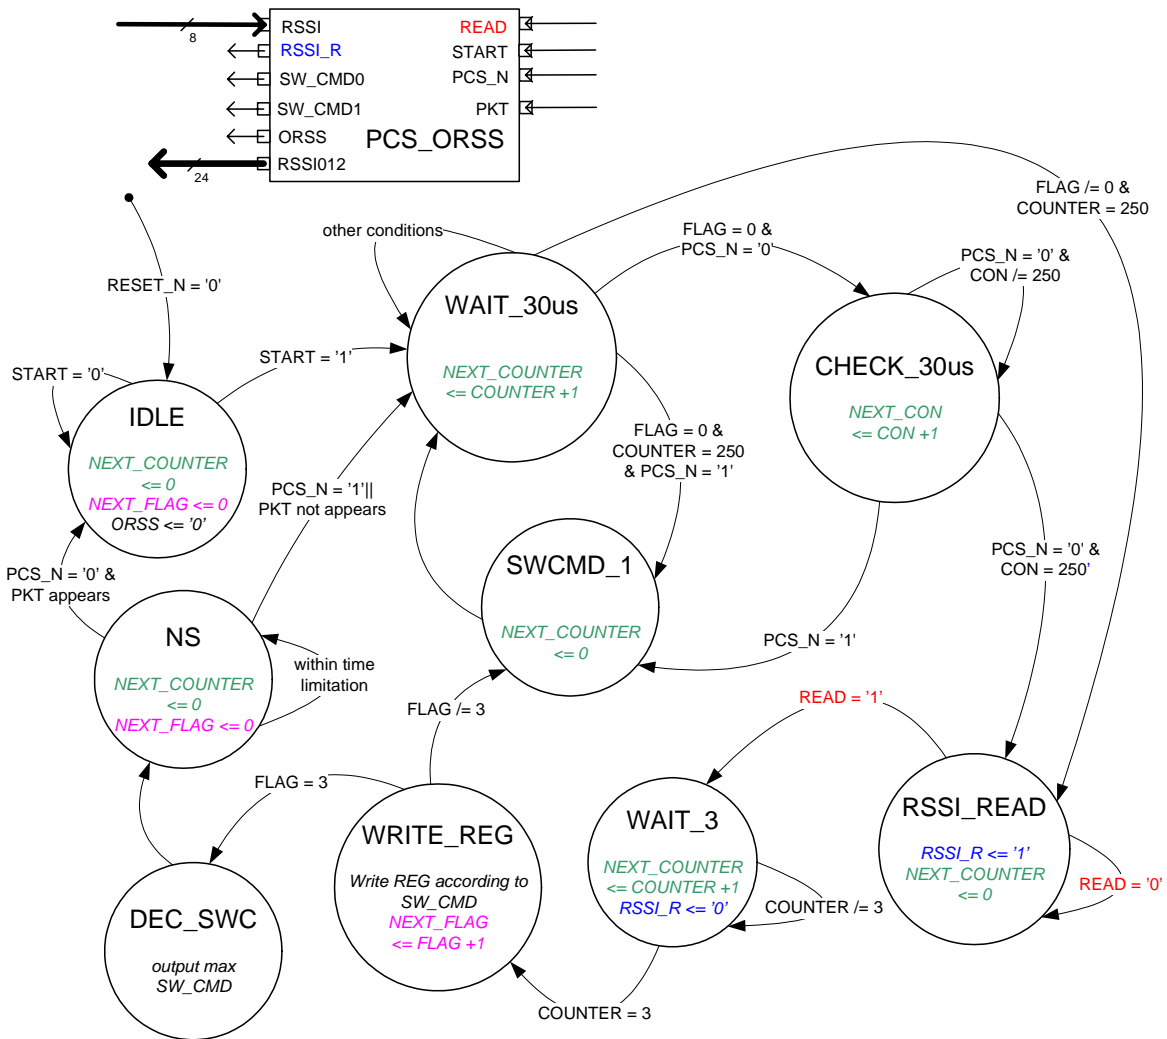 RSSI
READ
8
RSSI_R
START
SW_CMD0
PCS_N
SW_CMD1
PKT
ORSS
PCS_ORSS
RSSI012
24
FLAG /= 0 &
COUNTER = 250
other conditions
FLAG = 0 &
PCS_N = '0'
PCS_N = '0' &
CON /= 250
RESET_N = '0'
WAIT_30us
NEXT_COUNTER
<= COUNTER +1
START = '1'
START = '0'
CHECK_30us
NEXT_CON
<= CON +1
IDLE
NEXT_COUNTER
<= 0
NEXT_FLAG <= 0
ORSS <= '0'
FLAG = 0 &
COUNTER = 250
& PCS_N = '1'
PCS_N = '1'||
PKT not appears
PCS_N = '0' &
PKT appears
SWCMD_1
NEXT_COUNTER
<= 0
PCS_N = '0' &
CON = 250'
NS
NEXT_COUNTER
<= 0
NEXT_FLAG <= 0
within time
limitation
PCS_N = '1'
FLAG /= 3
READ = '1'
FLAG = 3
WRITE_REG
Write REG according to
SW_CMD
NEXT_FLAG
<= FLAG +1
WAIT_3
NEXT_COUNTER
<= COUNTER +1
RSSI_R <= '0'
RSSI_READ
RSSI_R <= '1'
NEXT_COUNTER
<= 0
READ = '0'
COUNTER /= 3
DEC_SWC
output max
SW_CMD
COUNTER = 3